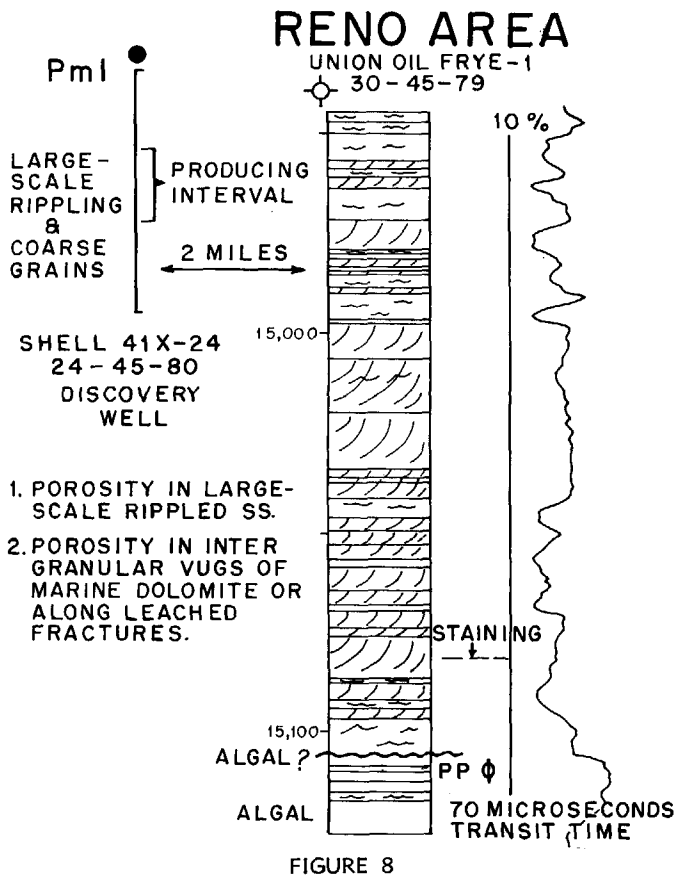 RENO AREA
UNION OIL FRYE-1
30-45-79
Pml
10%
LARGE-
SCALE
RIPPLING
&
COARSE
GRAINS
PRODUCING
INTERVAL
2 MILES
15,000
SHELL 41X-24
24-45-80
DISCOVERY
WELL
1. POROSITY IN LARGE-
SCALE RIPPLED SS.
2. POROSITY IN INTER
GRANULAR VUGS OF
MARINE DOLOMITE OR
ALONG LEACHED
FRACTURES.
STAINING
15,100
ALGAL?
PP ϕ
ALGAL
70 MICROSECONDS
TRANSIT TIME
FIGURE 8